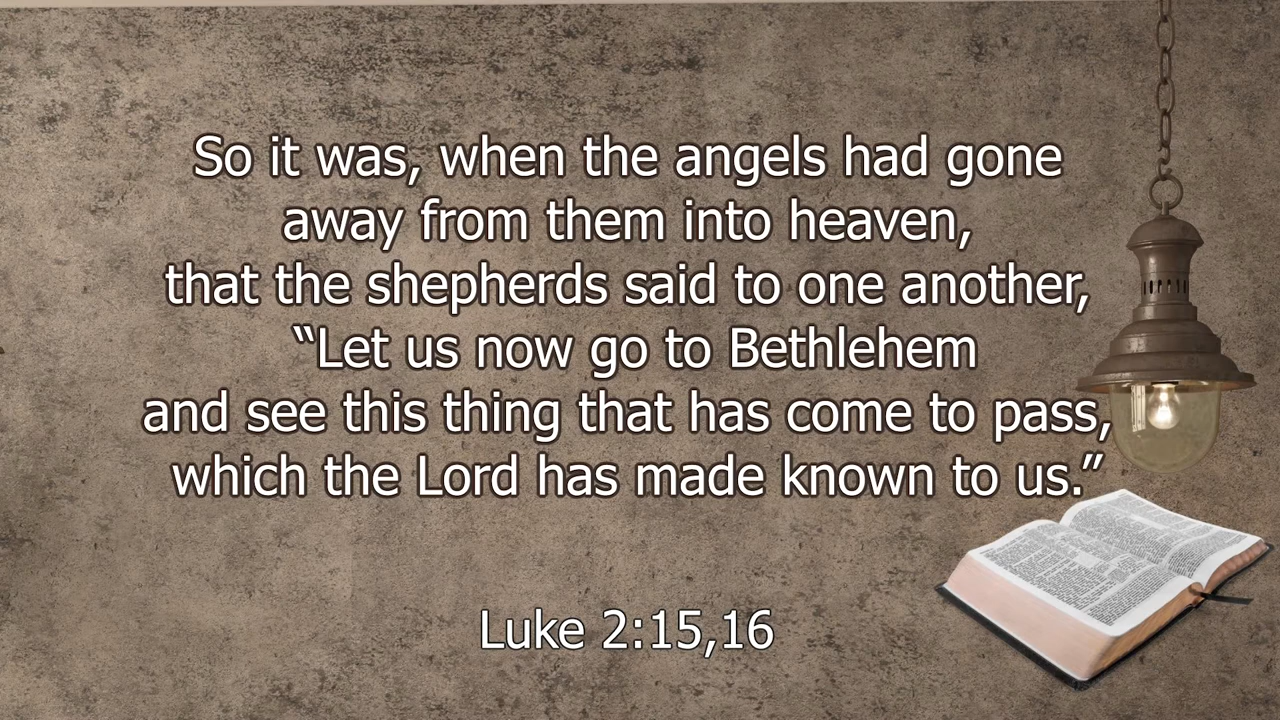 So it was, when the angels had gone
away from them into heaven,
that the shepherds said to one another,
“Let us now go to Bethlehem
and see this thing that has come to pass,
which the Lord has made known to us.”
Luke 2:15,16